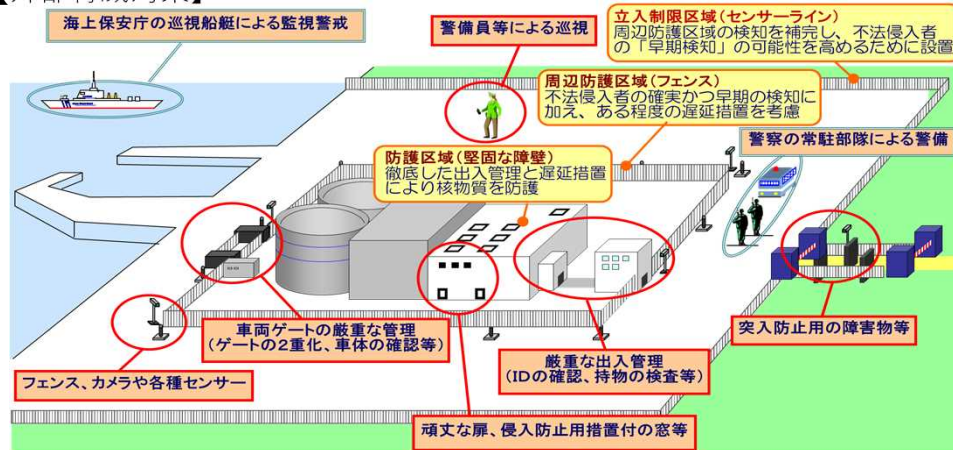 海上保安庁の巡視船艇による監視警戒
警備員等による巡視
立入制限区域(センサーライン)
周辺防護区域の検知を補完し、不法侵入者
の「早期検知」の可能性を高めるために設置
周辺防護区域(フェンス)
不法侵入者の確実かつ早期の検知に
加え、ある程度の遅延措置を考慮
警察の常駐部隊による警備
防護区域(堅固な障壁)
徹底した出入管理と遅延措置
により核物質を防護
車両ゲートの厳重な管理
(ゲートの2重化、車体の確認等)
厳重な出入管理
(IDの確認、持物の検査等)
突入防止用の障害物等
フェンス、カメラや各種センサー
頑丈な扉、侵入防止用措置付の窓等